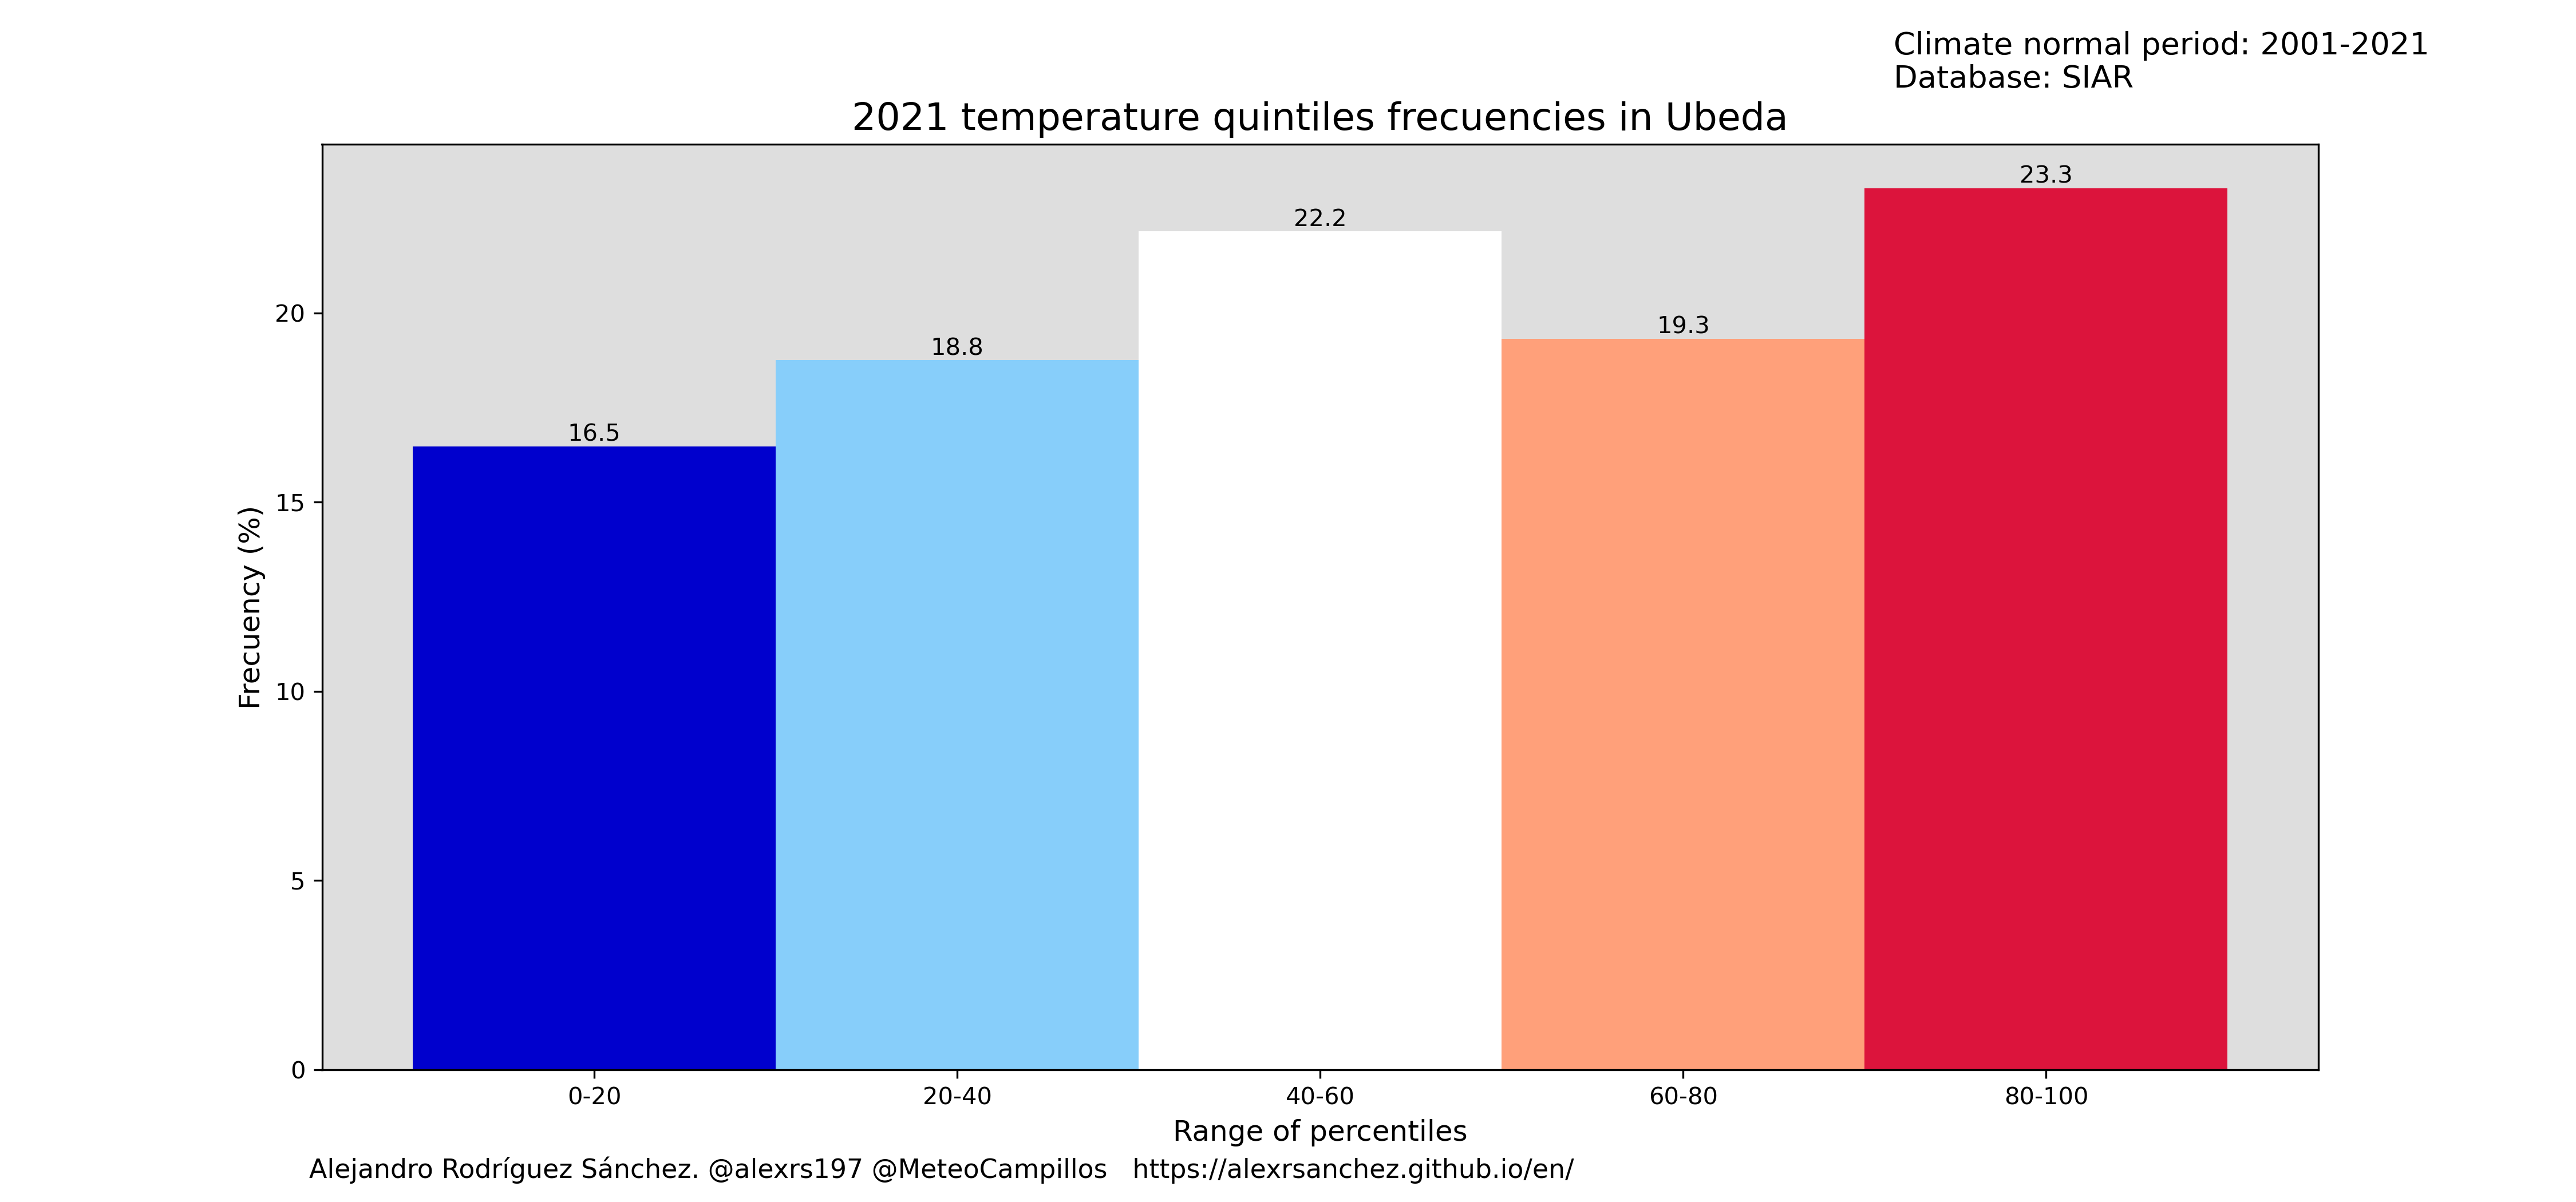 Climate normal period: 2001-2021
Database: SIAR
2021 temperature quintiles frecuencies in Ubeda
23.3
22.2
20
19.3
18.8
16.5
15
Frecuency (%)
10
5
0
0-20 20-40 40-60 60-80 80-100
Range of percentiles
Alejandro Rodríguez Sánchez. @alexrs197 @MeteoCampillos https://alexrsanchez.github.io/en/